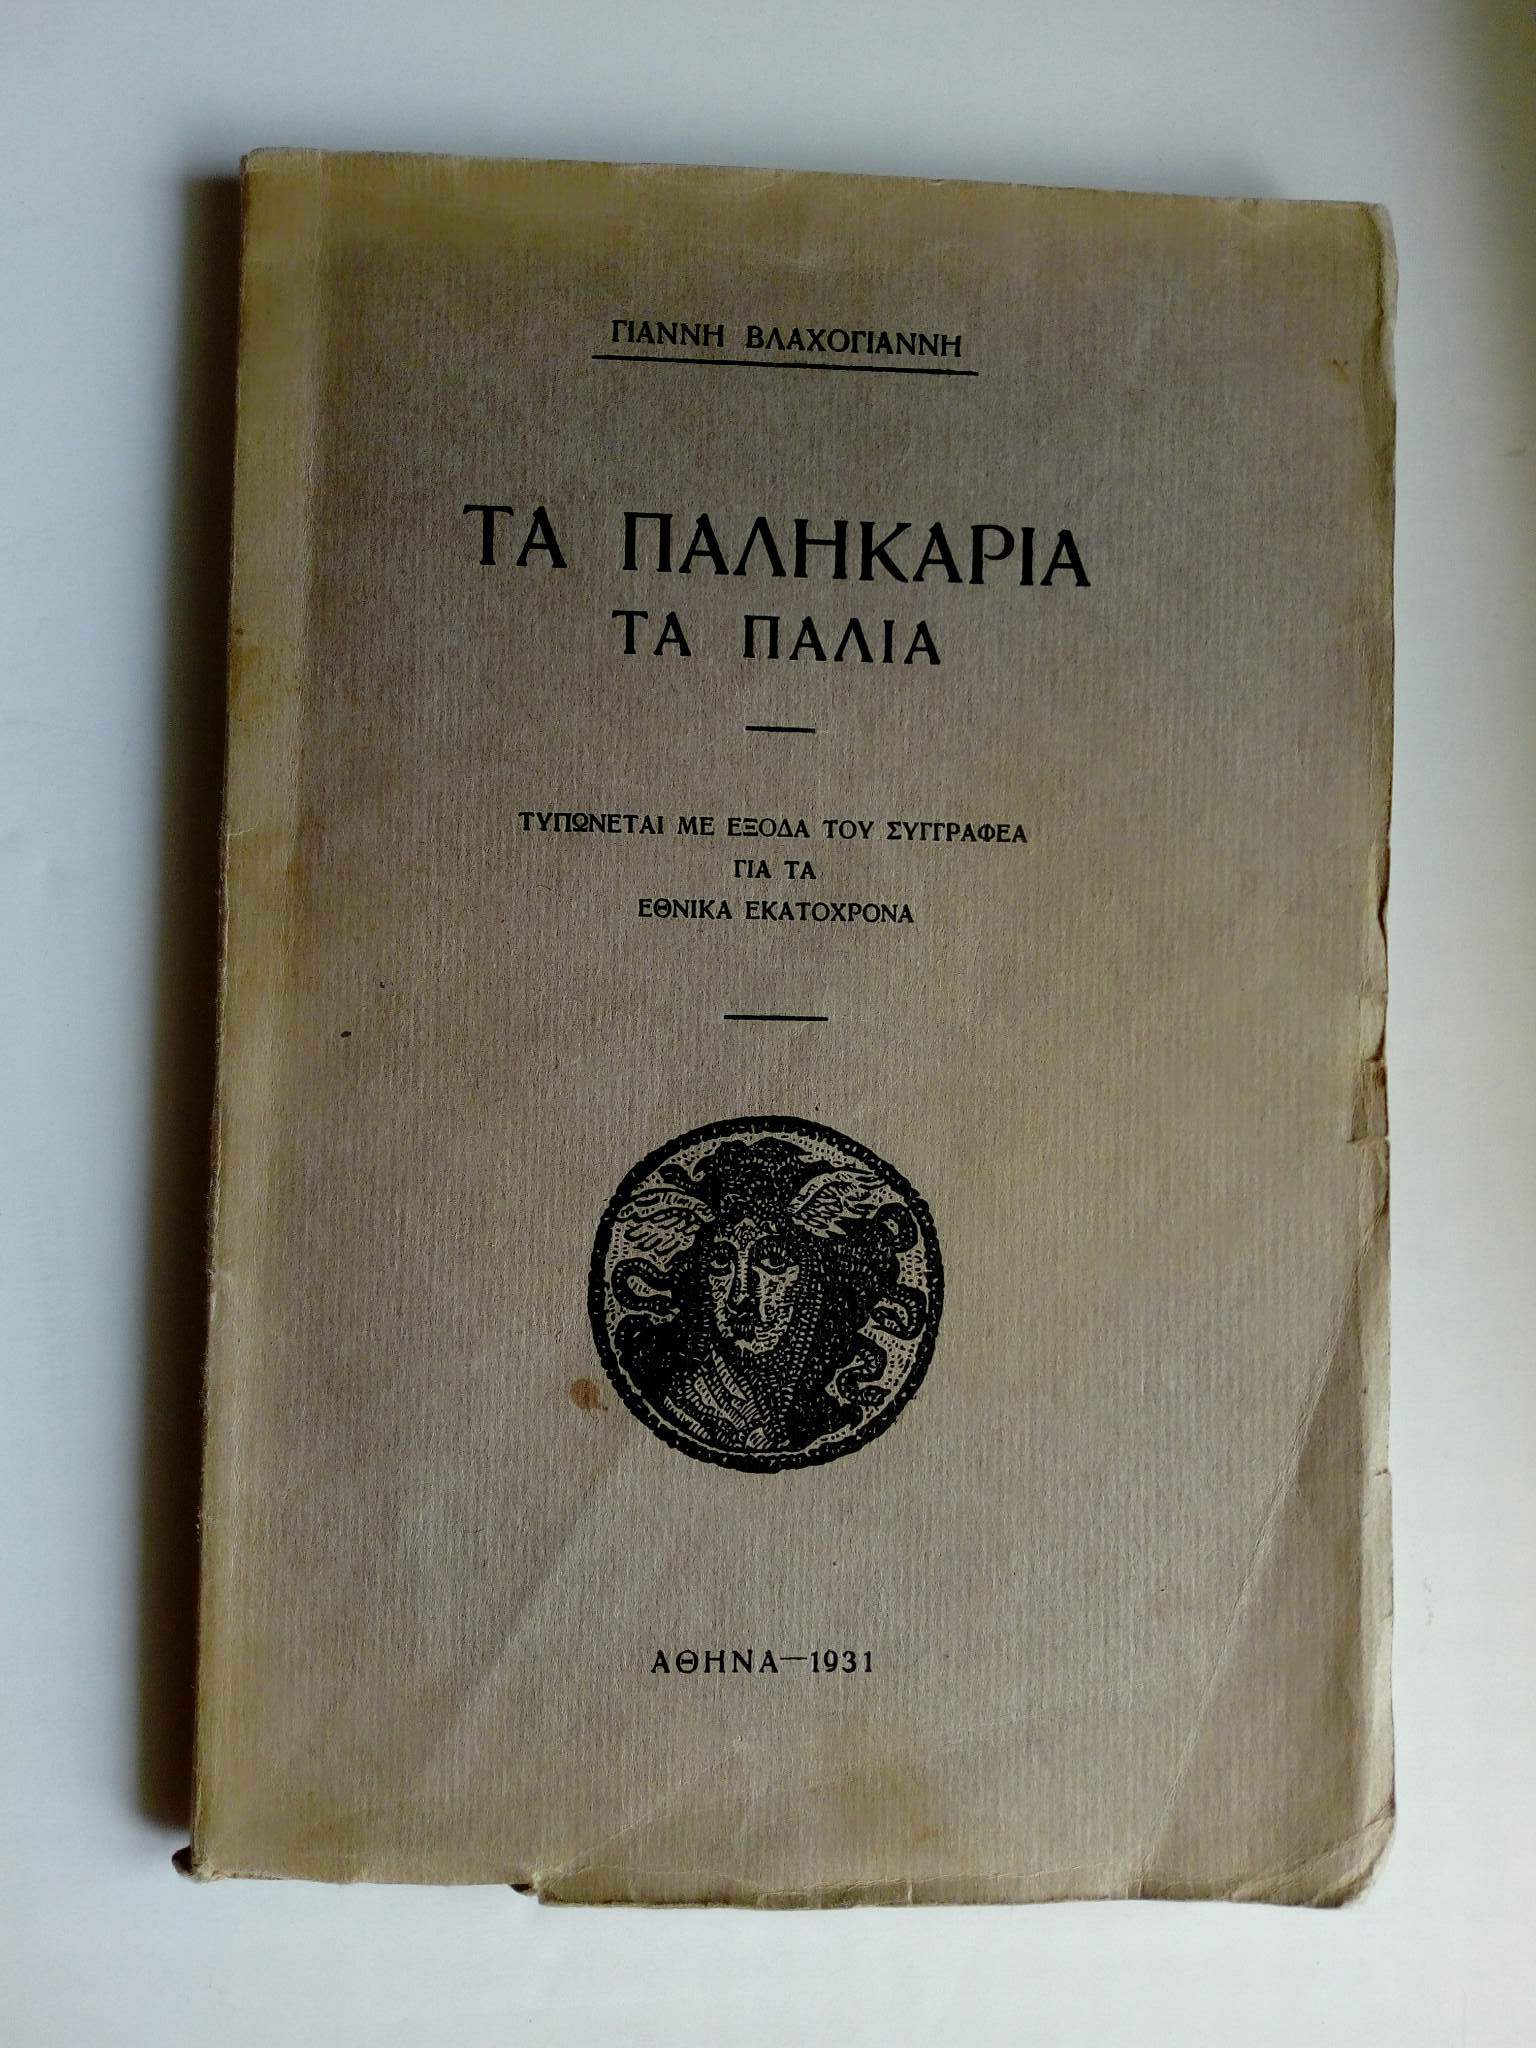 ΓΙΑΝΝΗ ΒΛΑΧΟΓΙΑΝΝΗ
ΤΑ ΠΑΛΗΚΑΡΙΑ
ΤΑ ΠΑΛΙΑ
ΤΥΠΩΝΕΤΑΙ ΜΕ ΕΞΟΔΑ ΤΟΥ ΣΥΓΓΡΑΦΕΑ
ΓΙΑ ΤΑ
ΕΘΝΙΚΑ ΕΚΑΤΟΧΡΟΝΑ
ΑΘΗΝΑ—1931